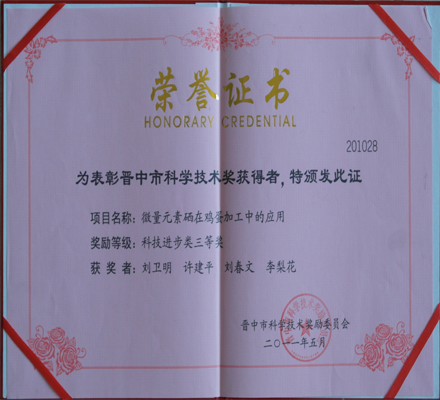 荣誉证书
HONORARY CREDENTIAL
201028
为表彰晋中市科学技术奖获得者,特颁发此证
项目名称:微量元素硒在鸡蛋加工中的应用
奖励等级:科技进步类三等奖
获奖者:刘卫明 许建平 刘春文 李梨花
晋中市科学技术奖励委员会
二〇一一年五月